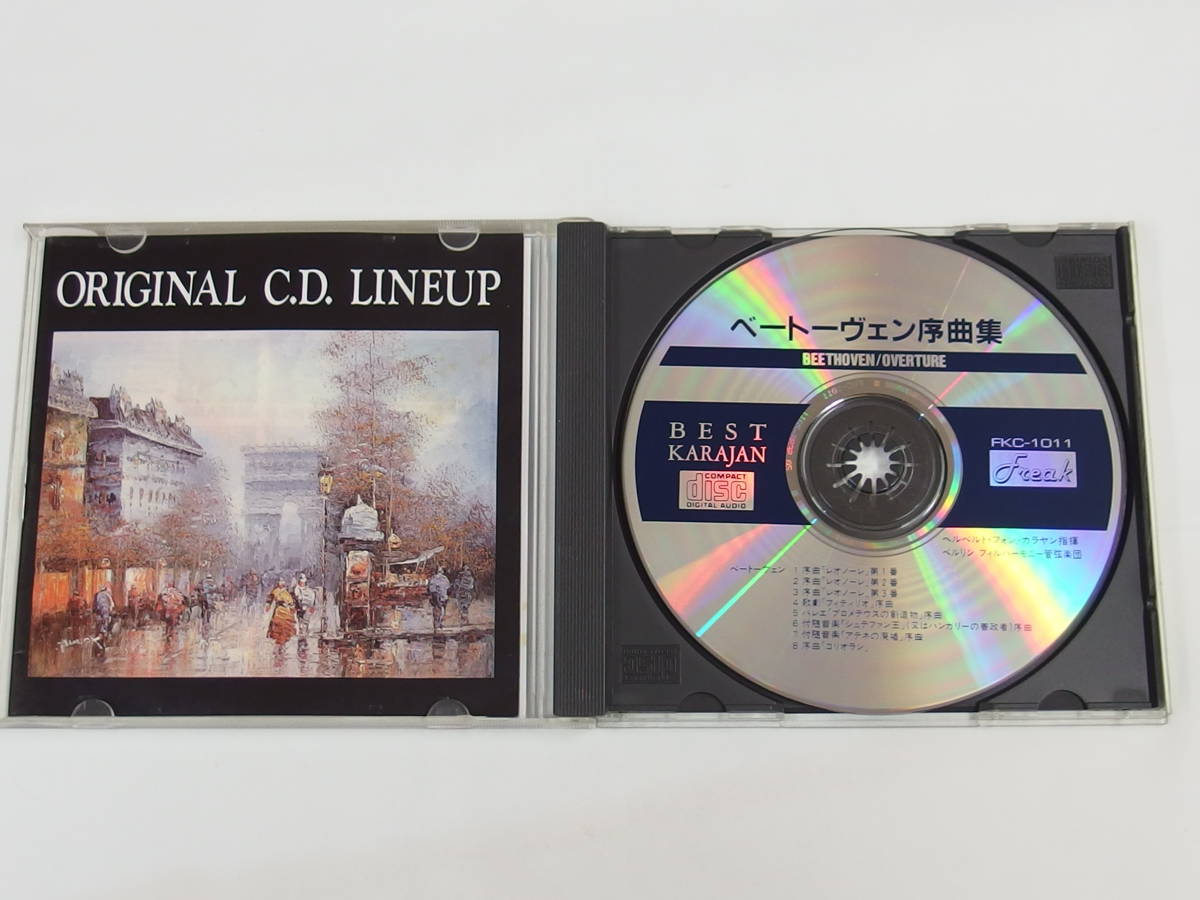 ORIGINAL C.D. LINEUP
ベートーヴェン序曲集
BEETHOVEN/OVERTURE
BEST
KARAJAN
COMPACT
disc
DIGITAL AUDIO
FKC-1011
Freak
ヘルベルト・フォン・カラヤン指揮
ベルリン フィルハーモニー管弦楽団
ベートーヴェン 1 序曲「レオノーレ」第1番
2 序曲「レオノーレ」第2番
3 序曲「レオノーレ」第3番
4 歌劇「フィデリオ」序曲
5 バレエ「プロメテウスの創造物」序曲
6 付随音楽「シュテファン王」(又はハンガリーの善政者)序曲
7 付随音楽「アテネの廃墟」序曲
8 序曲「コリオラン」